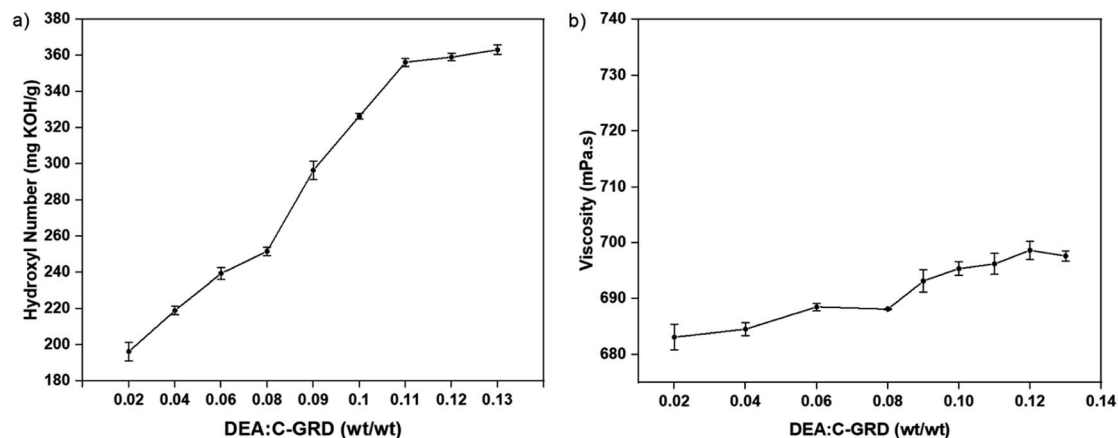 a)
Hydroxyl Number (mg KOH/g)
380
360
340
320
300
280
260
240
220
200
180
0.02 0.04 0.06 0.08 0.09 0.1 0.11 0.12 0.13
DEA:C-GRD (wt/wt)
b)
Viscosity (mPa.s)
740
730
720
710
700
690
680
0.02 0.04 0.06 0.08 0.10 0.12 0.14
DEA:C-GRD (wt/wt)